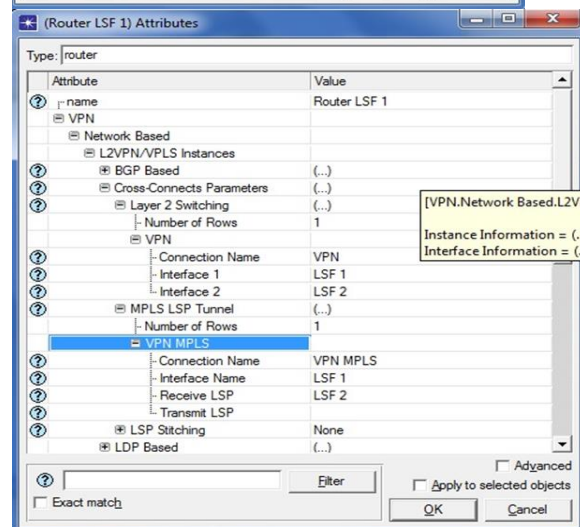 (Router LSF 1) Attributes
Type: router
Attribute Value
name Router LSF 1
VPN
Network Based
L2VPN/VPLS Instances
BGP Based (...)
Cross-Connects Parameters (...)
Layer 2 Switching (...)
Number of Rows 1
VPN
Connection Name VPN
Interface 1 LSF 1
Interface 2 LSF 2
MPLS LSP Tunnel (...)
Number of Rows 1
VPN MPLS
Connection Name VPN MPLS
Interface Name LSF 1
Receive LSP LSF 2
Transmit LSP
LSP Stitching None
LDP Based (...)
[VPN.Network Based.L2V
Instance Information = (.
Interface Information = (.
Advanced
Filter
Apply to selected objects
Exact match
OK Cancel